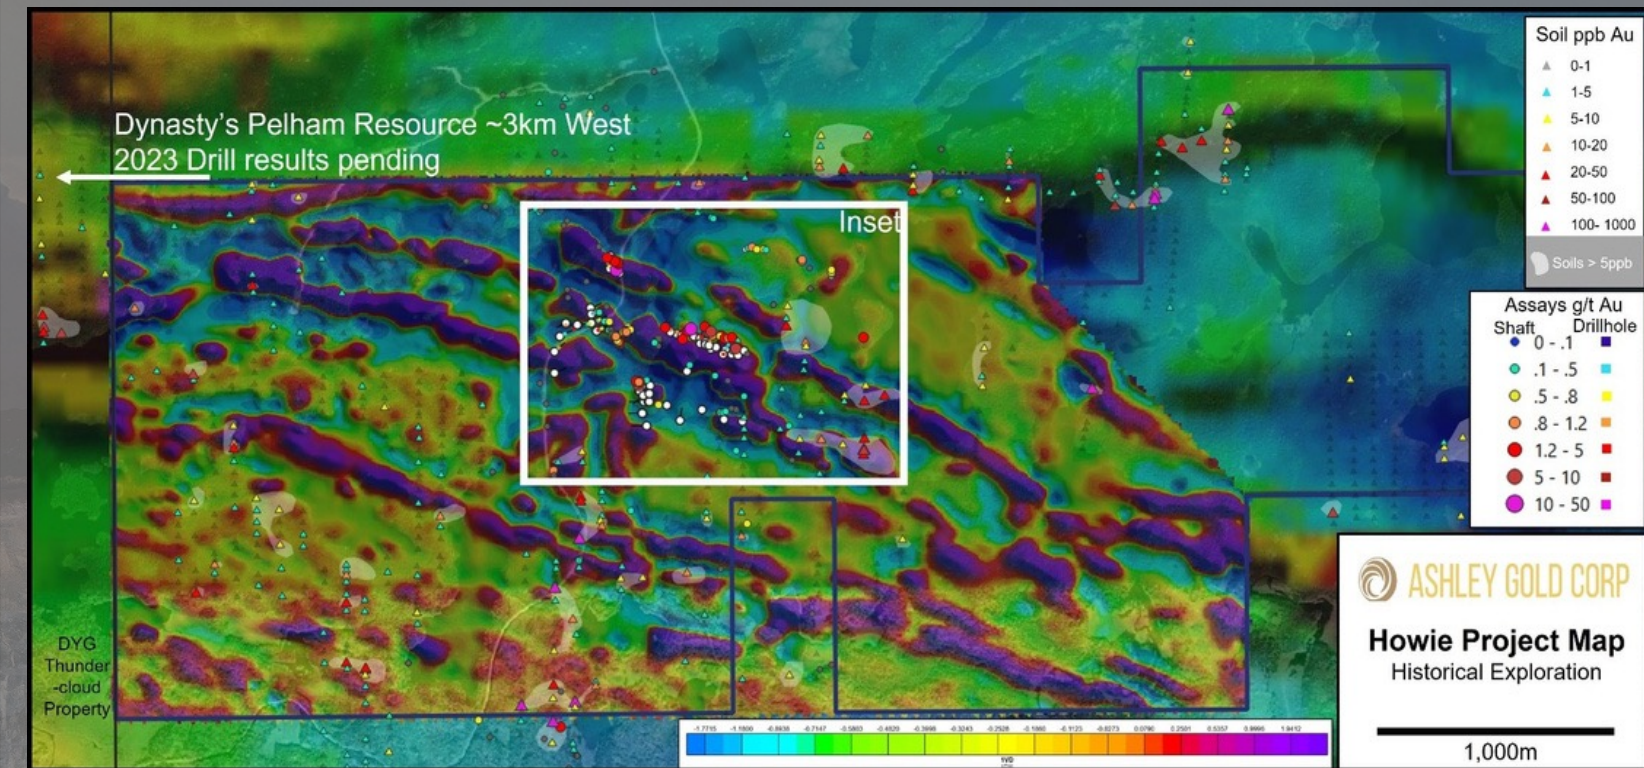 Dynasty's Pelham Resource ~3km West
2023 Drill results pending
Inset
DYG
Thunder
-cloud
Property
Soil ppb Au
0-1
1-5
5-10
10-20
20-50
50-100
100- 1000
Soils > 5ppb
Assays g/t Au
Shaft Drillhole
0 - .1
.1 - .5
.5 - .8
.8 - 1.2
1.2 - 5
5 - 10
10 - 50
ASHLEY GOLD CORP
Howie Project Map
Historical Exploration
1,000m
1VD